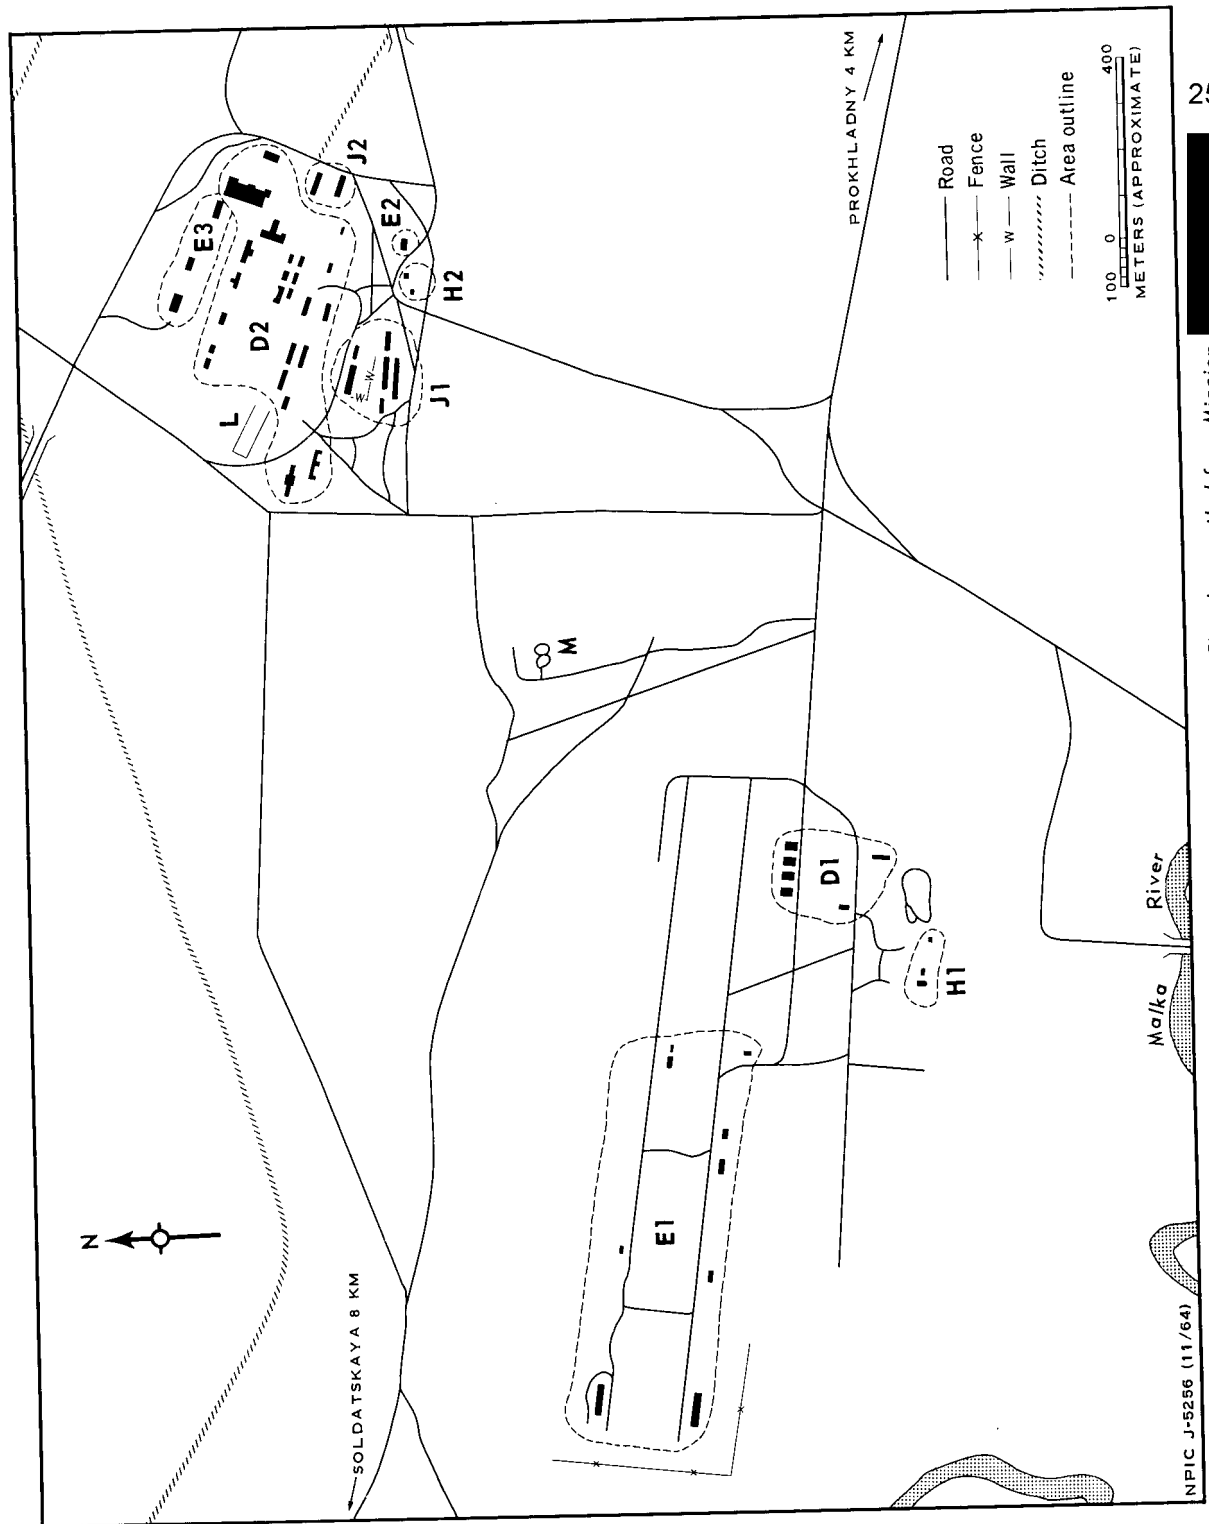 N
SOLDATSKAYA 8 KM
E3
D2
L
J2
E2
H2
J1
M
E1
D1
H1
PROKHLADNY 4 KM
Road
x Fence
W Wall
Ditch
Area outline
100 0 400
METERS (APPROXIMATE)
W W
x x x
Malka River
NPIC J-5256 (11/64)